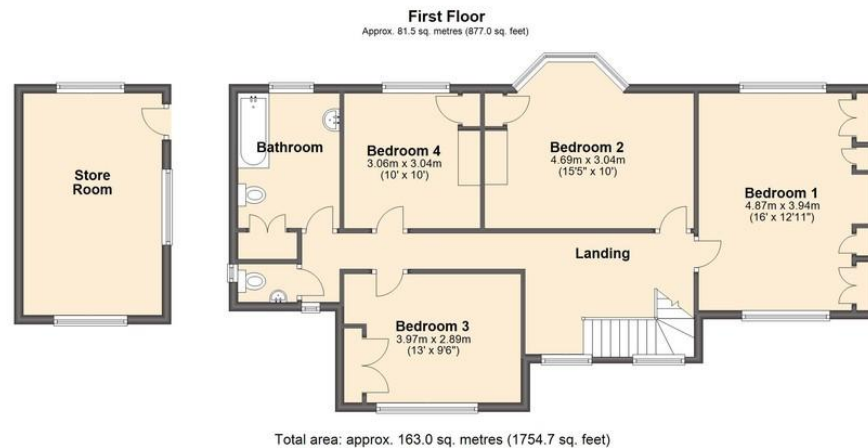 First Floor
Approx. 81.5 sq. metres (877.0 sq. feet)
Store
Room
Bathroom
Bedroom 4
3.06m x 3.04m
(10' x 10')
Bedroom 2
4.69m x 3.04m
(15'5" x 10')
Bedroom 1
4.87m x 3.94m
(16' x 12'11")
Landing
Bedroom 3
3.97m x 2.89m
(13' x 9'6")
Total area: approx. 163.0 sq. metres (1754.7 sq. feet)